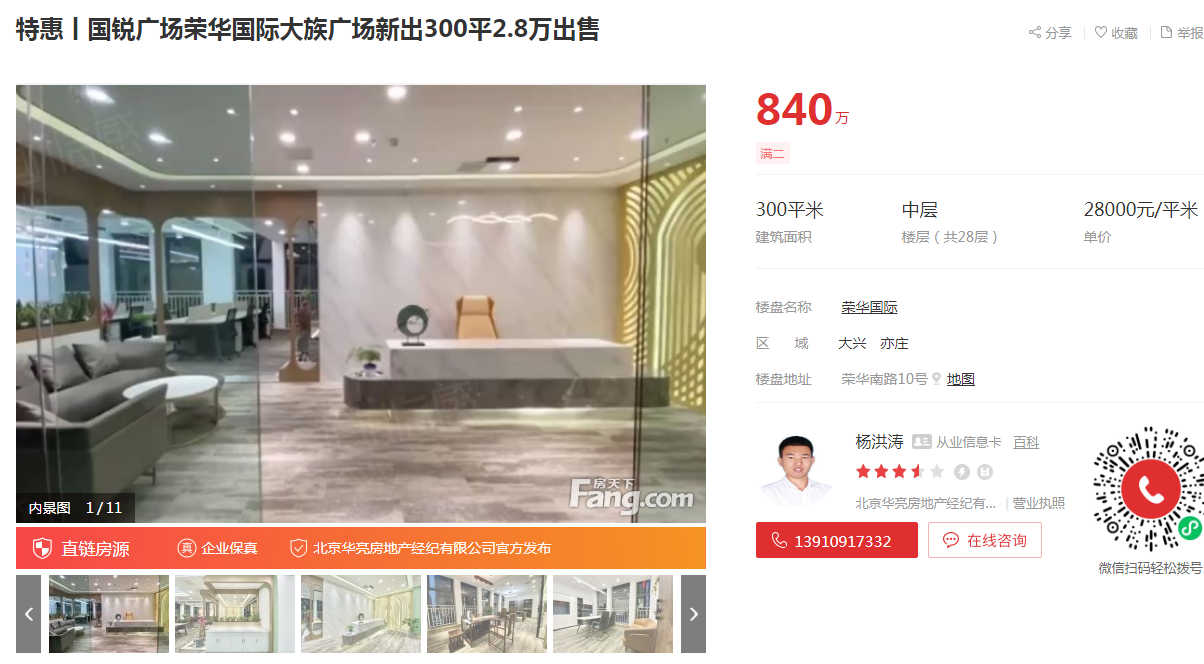 特惠丨国锐广场荣华国际大族广场新出300平2.8万出售
分享 收藏 举报
840万
满二
300平米 中层 28000元/平米
建筑面积 楼层（共28层） 单价
楼盘名称 荣华国际
区 域 大兴 亦庄
楼盘地址 荣华南路10号 地图
房天下
Fang.com
内景图 1/11
直链房源 真 企业保真 北京华亮房地产经纪有限公司官方发布
杨洪涛 从业信息卡 百科
北京华亮房地产经纪有... 营业执照
13910917332 在线咨询
微信扫码轻松拨号